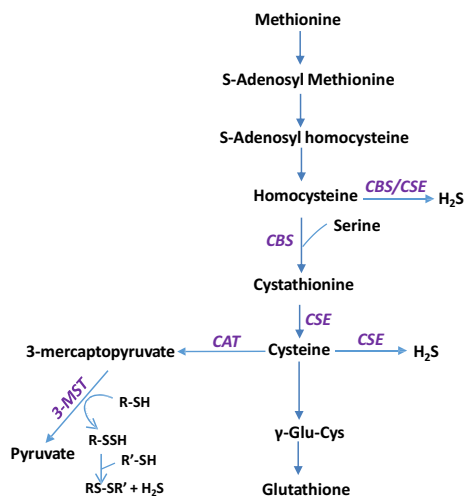 Methionine
S-Adenosyl Methionine
S-Adenosyl homocysteine
Homocysteine CBS/CSE H₂S
CBS Serine
Cystathionine
CSE
3-mercaptopyruvate CAT Cysteine CSE H₂S
3-MST R-SH
γ-Glu-Cys
R-SSH
Pyruvate R’-SH
RS-SR’ + H₂S Glutathione